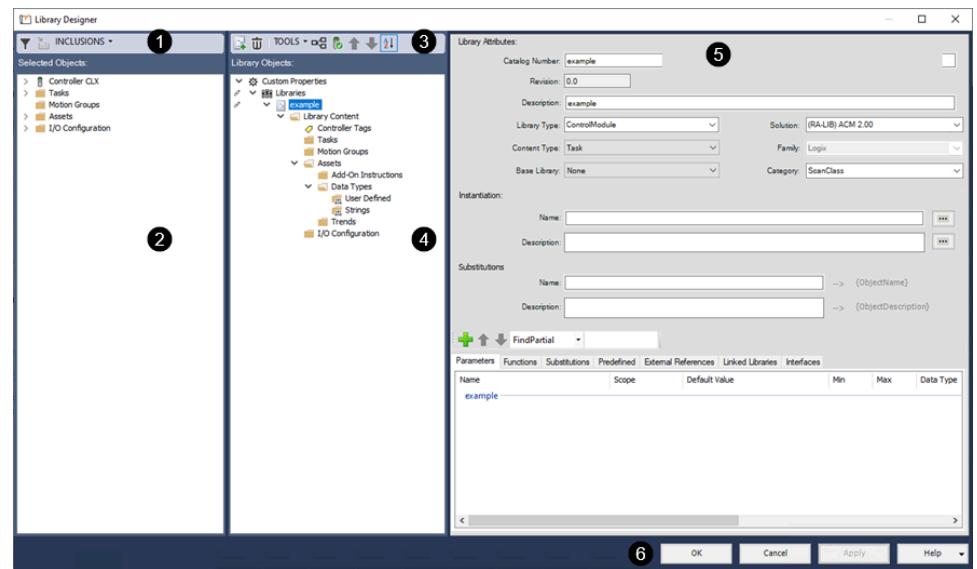 Library Designer
INCLUSIONS
1
TOOLS
3
Selected Objects:
Controller CLX
Tasks
Motion Groups
Assets
I/O Configuration
2
Library Objects:
Custom Properties
Libraries
example
Library Content
Controller Tags
Tasks
Motion Groups
Assets
Add-On Instructions
Data Types
User Defined
Strings
Trends
I/O Configuration
4
Library Attributes:
5
Catalog Number: example
Revision: 0.0
Description: example
Library Type: ControlModule Solution: (RA-LIB) ACM 2.00
Content Type: Task Family: Logix
Base Library: None Category: ScanClass
Instantiation:
Name: ...
Description: ...
Substitutions
Name: --> {ObjectName}
Description: --> {ObjectDescription}
FindPartial
Parameters Functions Substitutions Predefined External References Linked Libraries Interfaces
Name Scope Default Value Min Max Data Type
example
6 OK Cancel Apply Help